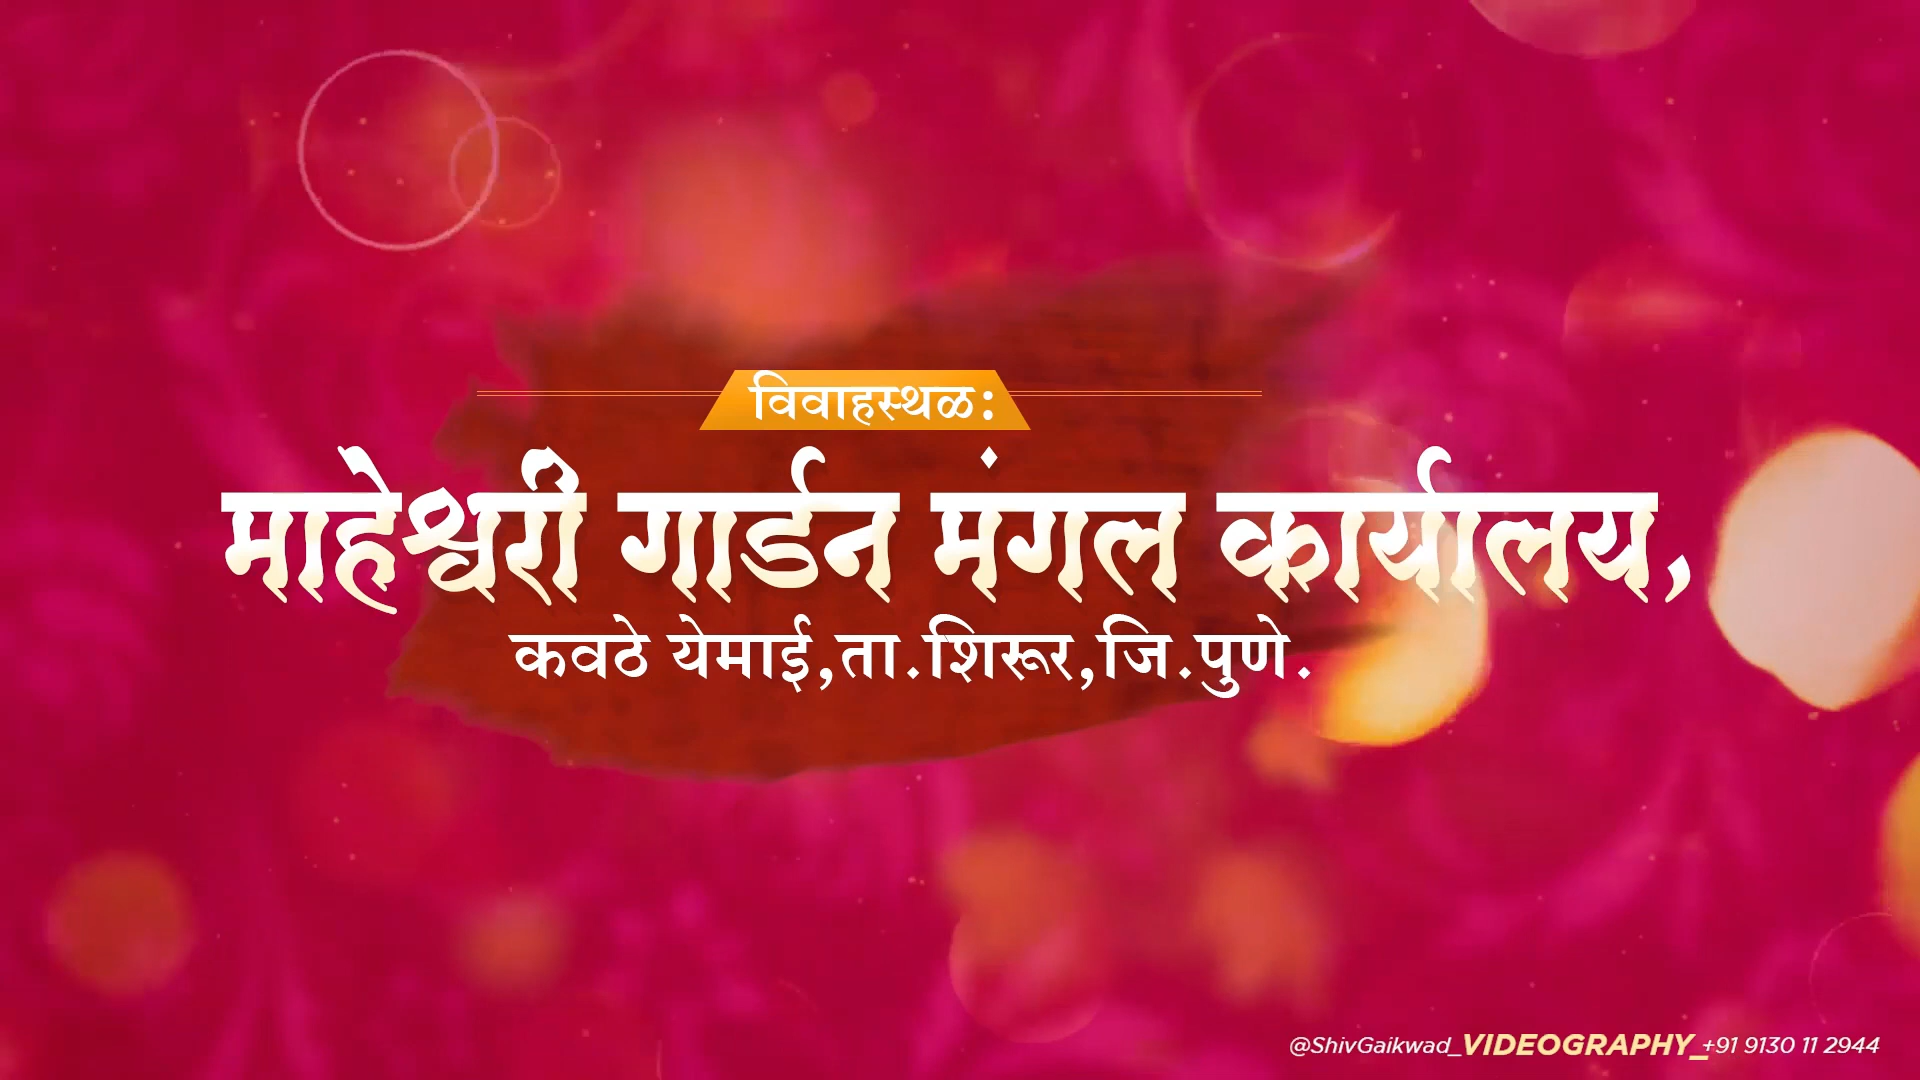 विवाहस्थळ:
माहेश्वरी गार्डन मंगल कार्यालय,
कवठे येमाई,ता.शिरूर,जि.पुणे.
@ShivGaikwad_VIDEOGRAPHY_+91 9130 11 2944